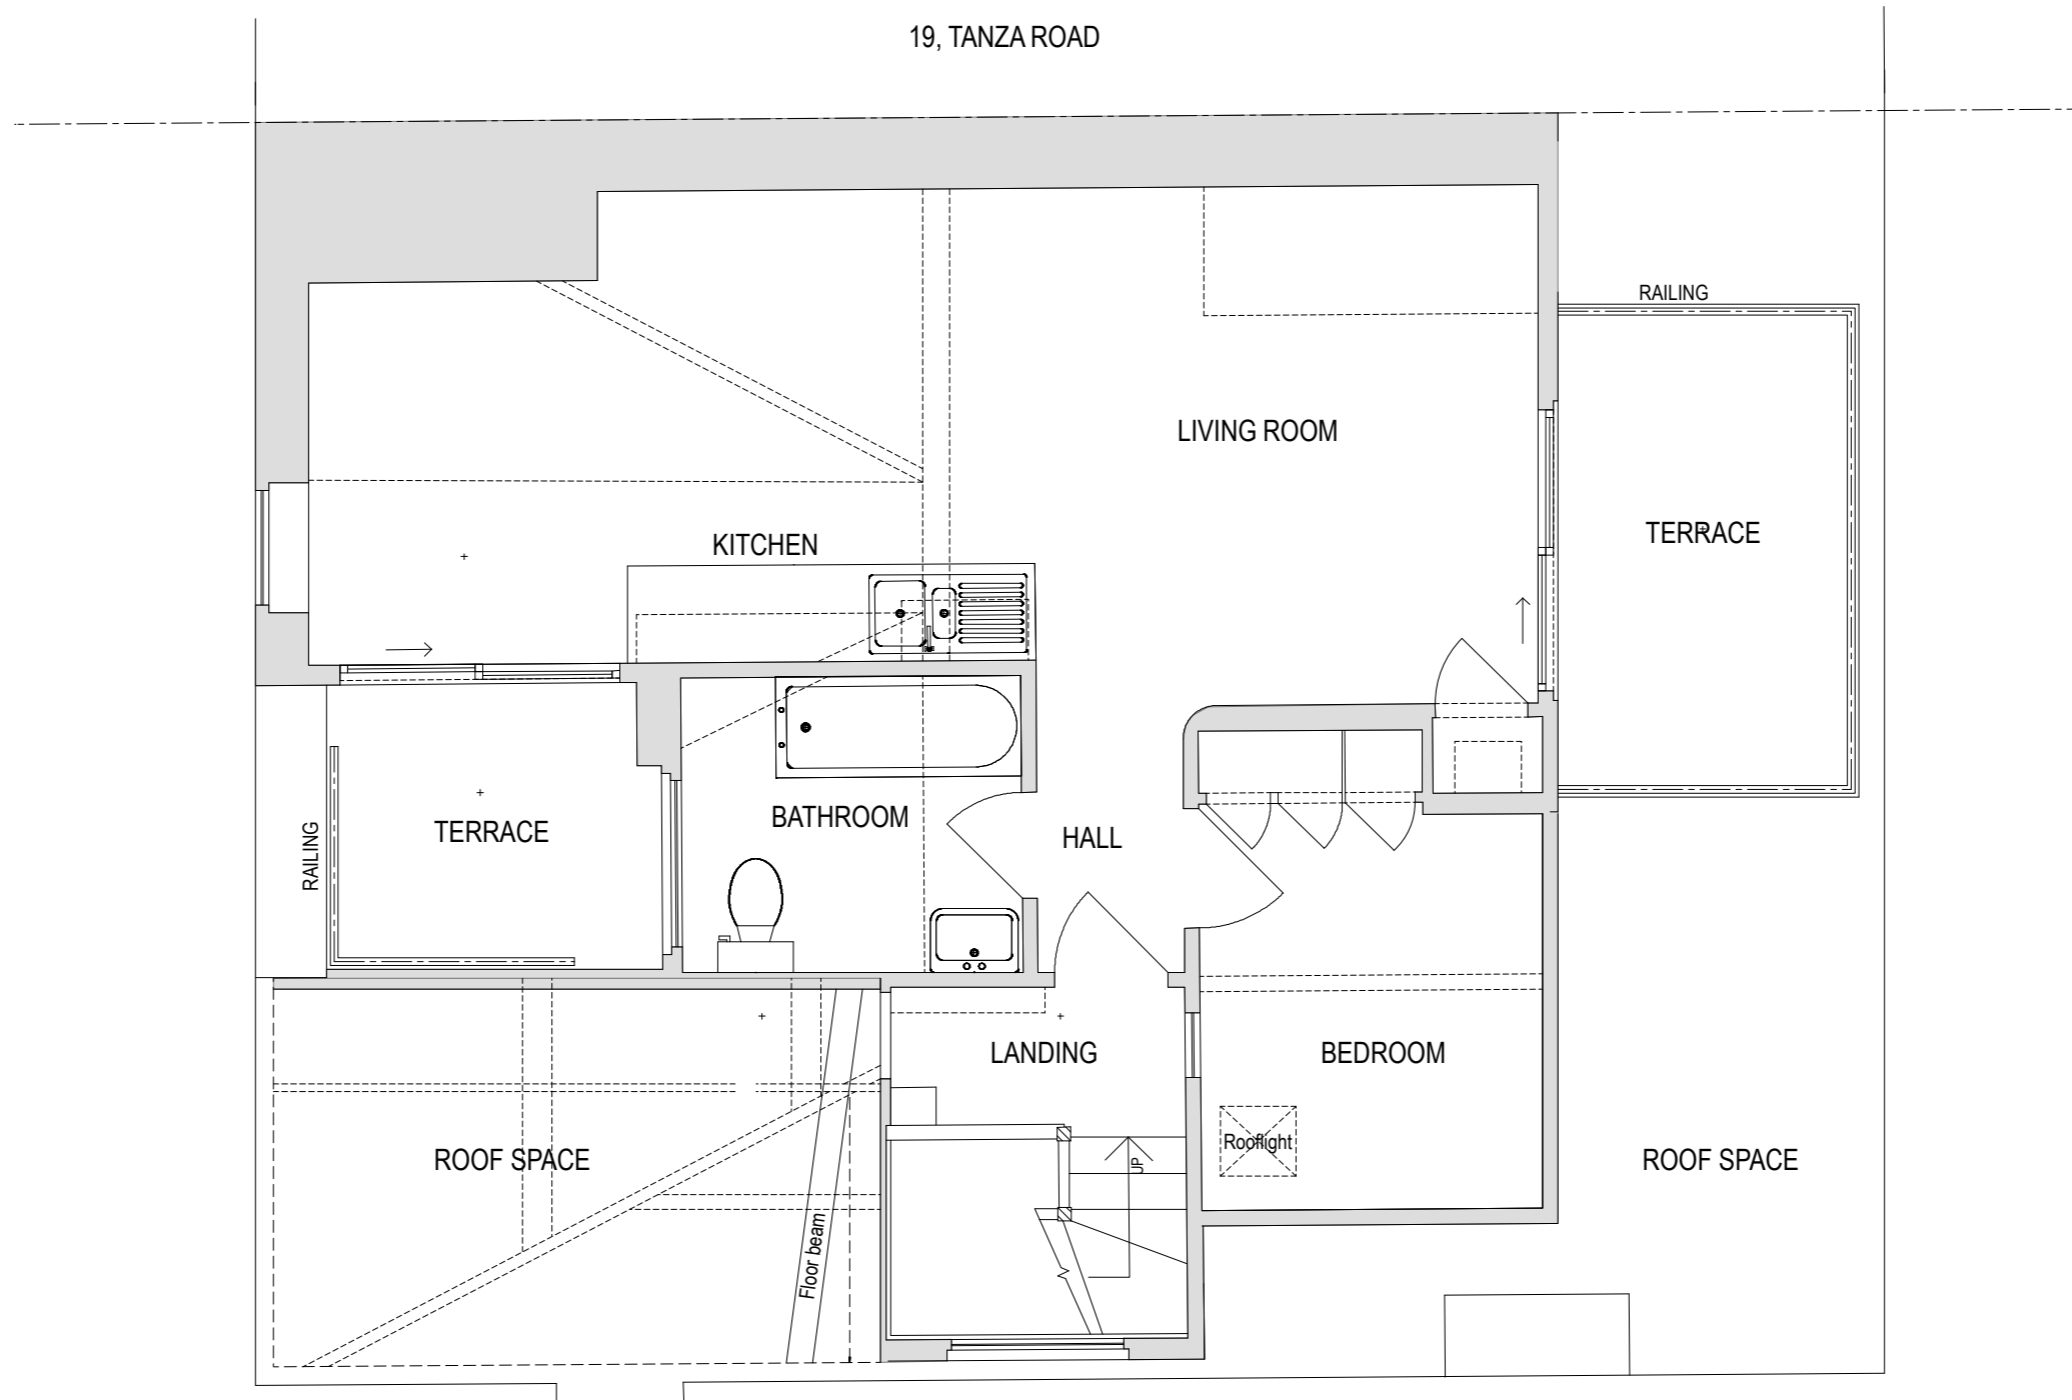 19, TANZA ROAD
RAILING
LIVING ROOM
TERRACE
KITCHEN
BATHROOM
TERRACE
RAILING
HALL
LANDING
BEDROOM
Rooflight
UP
ROOF SPACE
ROOF SPACE
Floor beam